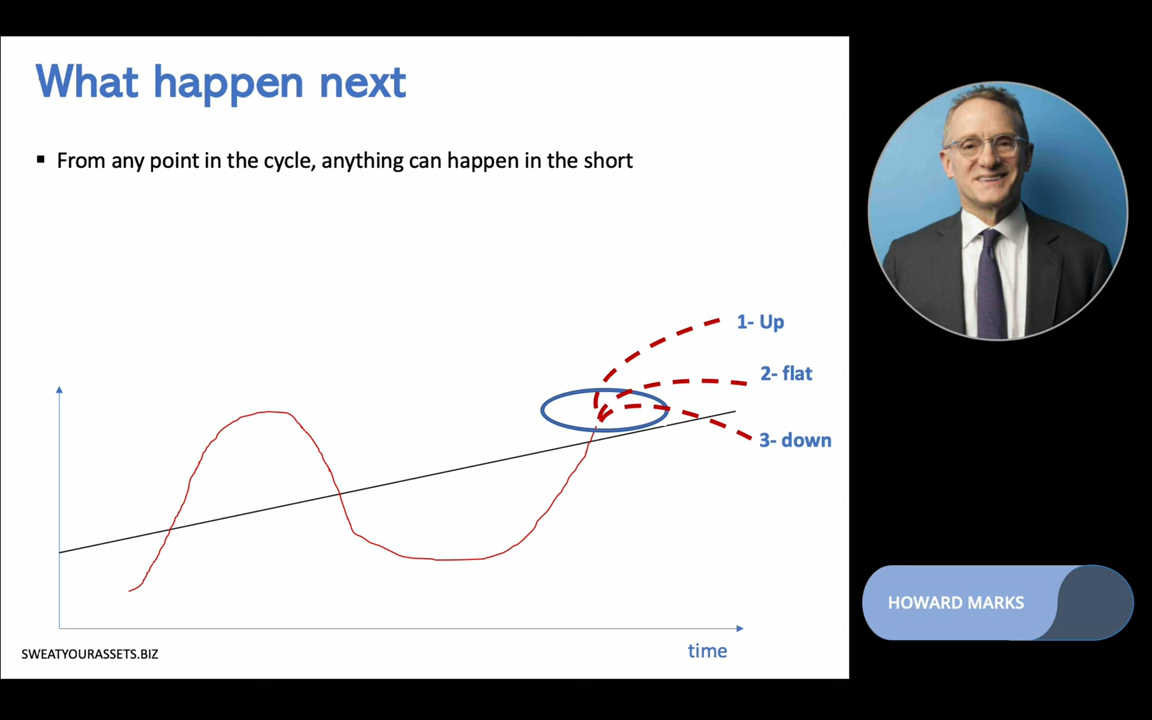 What happen next
▪ From any point in the cycle, anything can happen in the short
1- Up
2- flat
3- down
HOWARD MARKS
time
SWEATYOURASSETS.BIZ